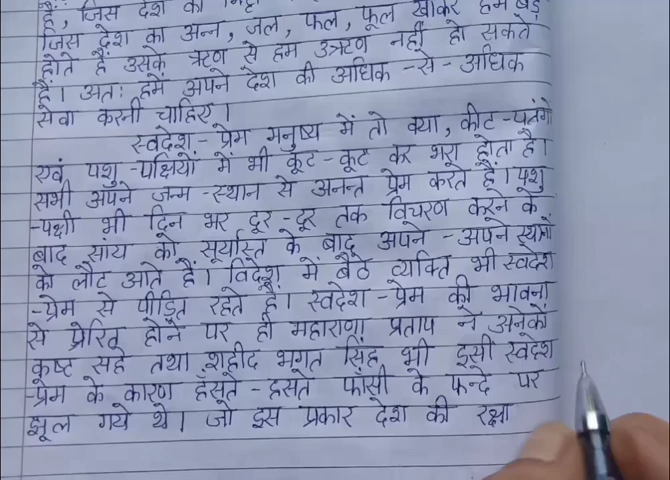 है, जिस देश की
जिस देश का अन्न, जल, फल, फूल खाकर हम बड़े
होते हैं उसके ऋण से हम उऋण नहीं हो सकते
हैं। अतः हमें अपने देश की अधिक-से-अधिक
सेवा करनी चाहिए।
स्वदेश-प्रेम मनुष्य में तो क्या, कीट-पतंगो
एवं पशु-पक्षियों में भी कूट-कूट कर भरा होता है।
सभी अपने जन्म-स्थान से अनन्त प्रेम करते हैं। पशु
-पक्षी भी दिन भर दूर-दूर तक विचरण करने के
बाद सांय को सूर्यास्त के बाद अपने-अपने स्थानों
को लौट आते हैं। विदेश में बैठे व्यक्ति भी स्वदेश
-प्रेम से पीड़ित रहते हैं। स्वदेश-प्रेम की भावना
से प्रेरित होने पर ही महाराणा प्रताप ने अनेकों
कष्ट सहे तथा शहीद भगत सिंह भी इसी स्वदेश
-प्रेम के कारण हँसते-हसते फांसी के फन्दे पर
झूल गये थे। जो इस प्रकार देश की रक्षा